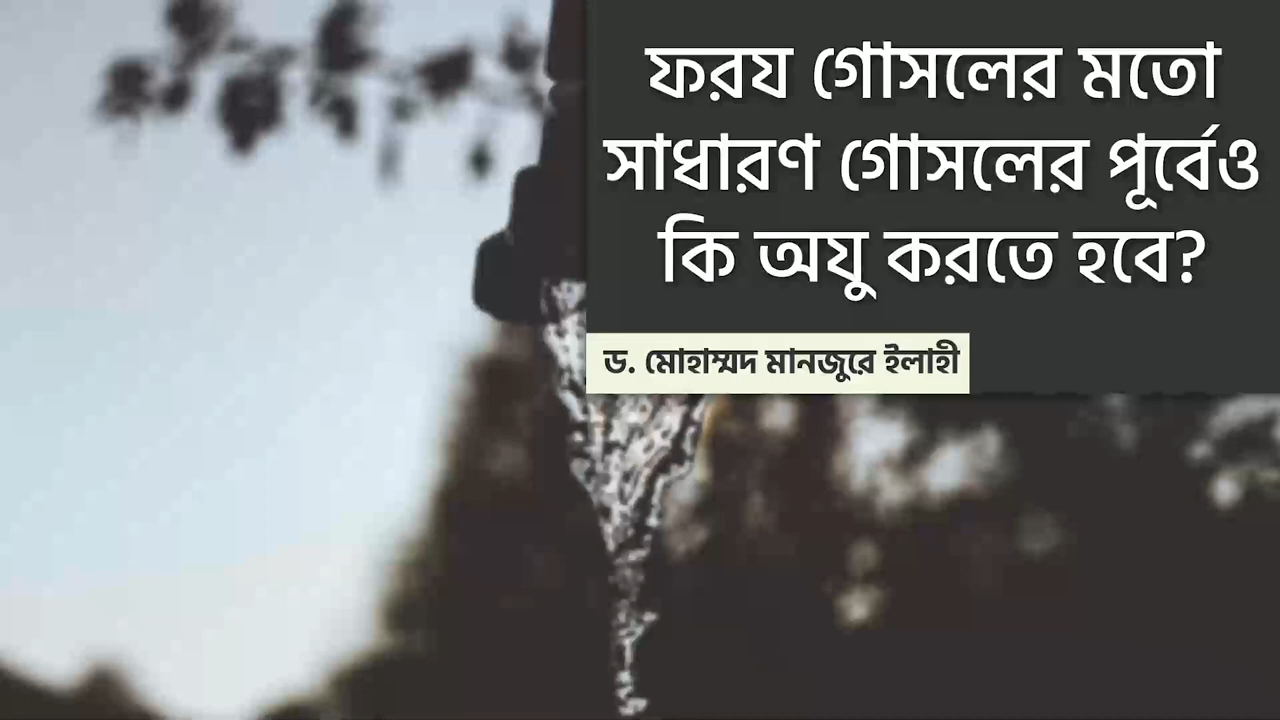 ফরয গোসলের মতো
সাধারণ গোসলের পূর্বেও
কি অযু করতে হবে?
ড. মোহাম্মদ মানজুরে ইলাহী